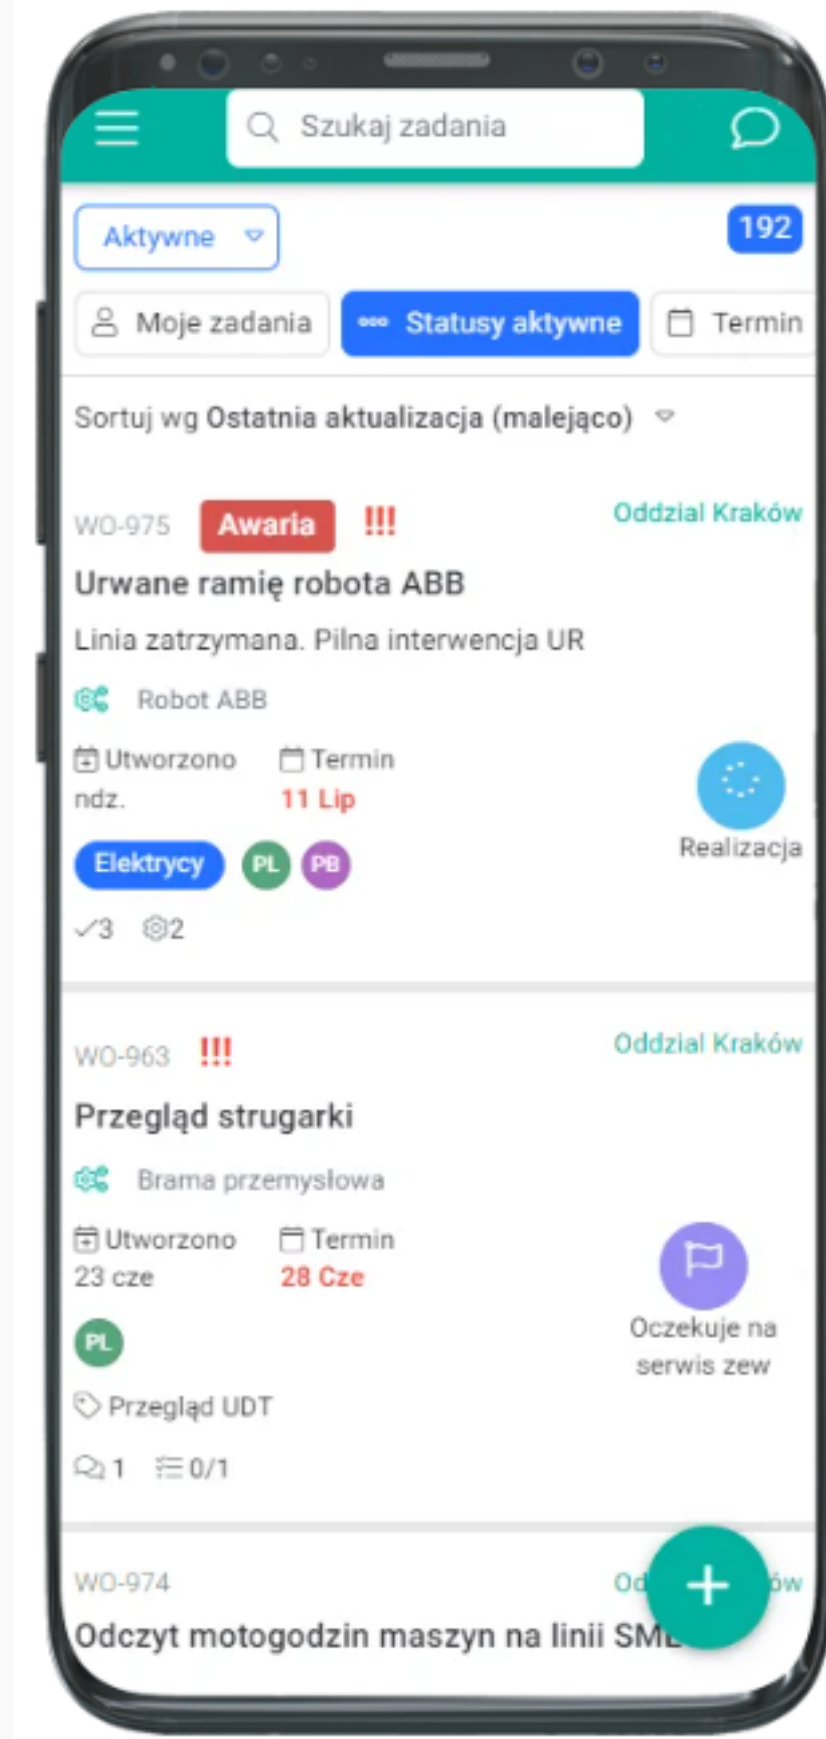 Szukaj zadania
Aktywne
192
Moje zadania
Statusy aktywne
Termin
Sortuj wg Ostatnia aktualizacja (malejąco)
WO-975 Awaria !!! Oddzial Kraków
Urwane ramię robota ABB
Linia zatrzymana. Pilna interwencja UR
Robot ABB
Utworzono Termin
ndz. 11 Lip
Realizacja
Elektrycy PL PB
3 2
WO-963 !!! Oddzial Kraków
Przegląd strugarki
Brama przemysłowa
Utworzono Termin
23 cze 28 Cze
Oczekuje na
serwis zew
PL
Przegląd UDT
1 0/1
WO-974
Odczyt motogodzin maszyn na linii